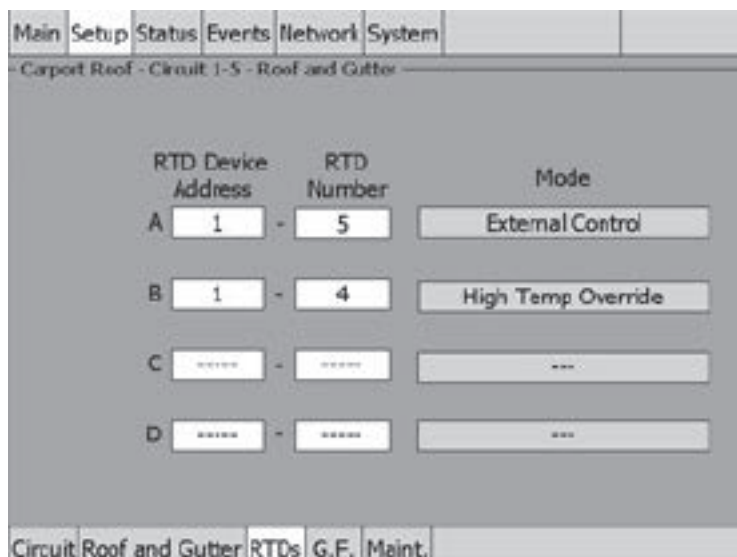 Main Setup Status Events Network System
Carport Roof - Circuit 1-5 - Roof and Gutter
RTD Device Address RTD Number Mode
A 1 - 5 External Control
B 1 - 4 High Temp Override
C ----- - ----- ---
D ----- - ----- ---
Circuit Roof and Gutter RTDs G.F. Maint.